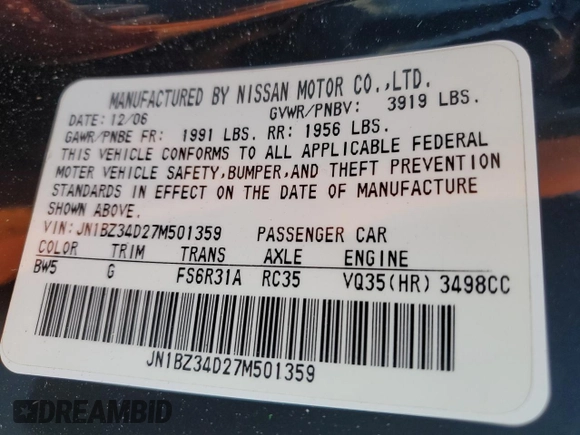 MANUFACTURED BY NISSAN MOTOR CO.,LTD.
DATE: 12/06 GVWR/PNBV: 3919 LBS.
GAWR/PNBE FR: 1991 LBS. RR: 1956 LBS.
THIS VEHICLE CONFORMS TO ALL APPLICABLE FEDERAL
MOTOR VEHICLE SAFETY,BUMPER,AND THEFT PREVENTION
STANDARDS IN EFFECT ON THE DATE OF MANUFACTURE
SHOWN ABOVE.
VIN: JN1BZ34D27M501359 PASSENGER CAR
COLOR TRIM TRANS AXLE ENGINE
BW5 G FS6R31A RC35 VQ35(HR) 3498CC
JN1BZ34D27M501359
DREAMBID